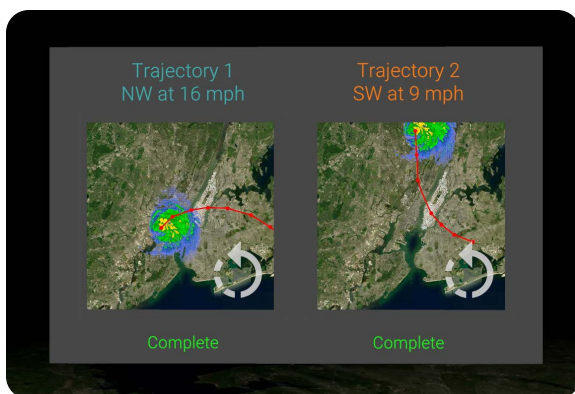 Trajectory 1
NW at 16 mph
Trajectory 2
SW at 9 mph
Complete
Complete